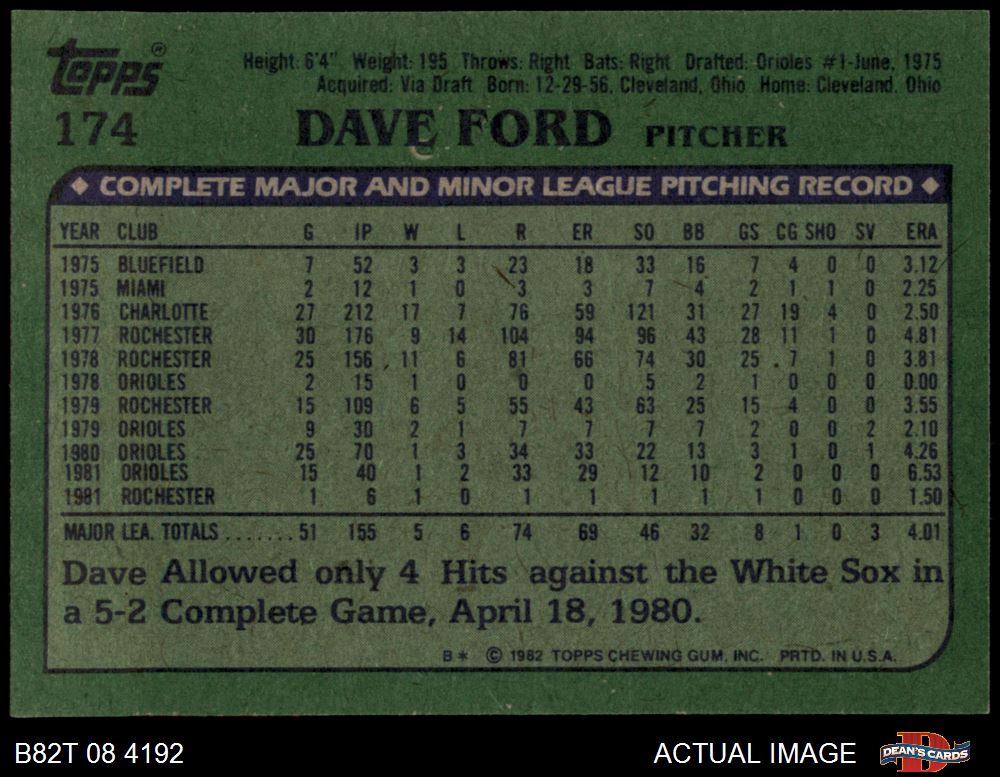 Topps®
Height: 6'4" Weight: 195 Throws: Right Bats: Right Drafted: Orioles #1-June, 1975
Acquired: Via Draft Born: 12-29-56, Cleveland, Ohio Home: Cleveland, Ohio
174 DAVE FORD PITCHER
◆ COMPLETE MAJOR AND MINOR LEAGUE PITCHING RECORD ◆
YEAR CLUB G IP W L R ER SO BB GS CG SHO SV ERA
1975 BLUEFIELD 7 52 3 3 23 18 33 16 7 4 0 0 3.12
1975 MIAMI 2 12 1 0 3 3 7 4 2 1 1 0 2.25
1976 CHARLOTTE 27 212 17 7 76 59 121 31 27 19 4 0 2.50
1977 ROCHESTER 30 176 9 14 104 94 96 43 28 11 1 0 4.81
1978 ROCHESTER 25 156 11 6 81 66 74 30 25 7 1 0 3.81
1978 ORIOLES 2 15 1 0 0 0 5 2 1 0 0 0 0.00
1979 ROCHESTER 15 109 6 5 55 43 63 25 15 4 0 0 3.55
1979 ORIOLES 9 30 2 1 7 7 7 7 2 0 0 2 2.10
1980 ORIOLES 25 70 1 3 34 33 22 13 3 1 0 1 4.26
1981 ORIOLES 15 40 1 2 33 29 12 10 2 0 0 0 6.53
1981 ROCHESTER 1 6 1 0 1 1 1 1 1 0 0 0 1.50
MAJOR LEA. TOTALS ....... 51 155 5 6 74 69 46 32 8 1 0 3 4.01
Dave Allowed only 4 Hits against the White Sox in
a 5-2 Complete Game, April 18, 1980.
B* © 1982 TOPPS CHEWING GUM, INC. PRTD. IN U.S.A.
B82T 08 4192 ACTUAL IMAGE DEAN'S CARDS